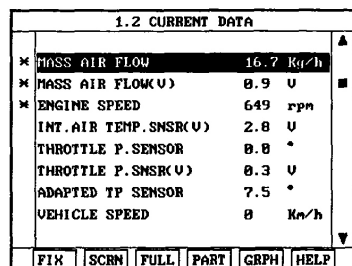 1.2 CURRENT DATA
* MASS AIR FLOW 16.7 Kg/h
* MASS AIR FLOW(V) 0.9 V
* ENGINE SPEED 649 rpm
INT.AIR TEMP.SNSR(V) 2.8 V
THROTTLE P.SENSOR 0.0 °
THROTTLE P.SNSR(V) 0.3 V
ADAPTED TP SENSOR 7.5 °
VEHICLE SPEED 0 Km/h
FIX SCRN FULL PART GRPH HELP